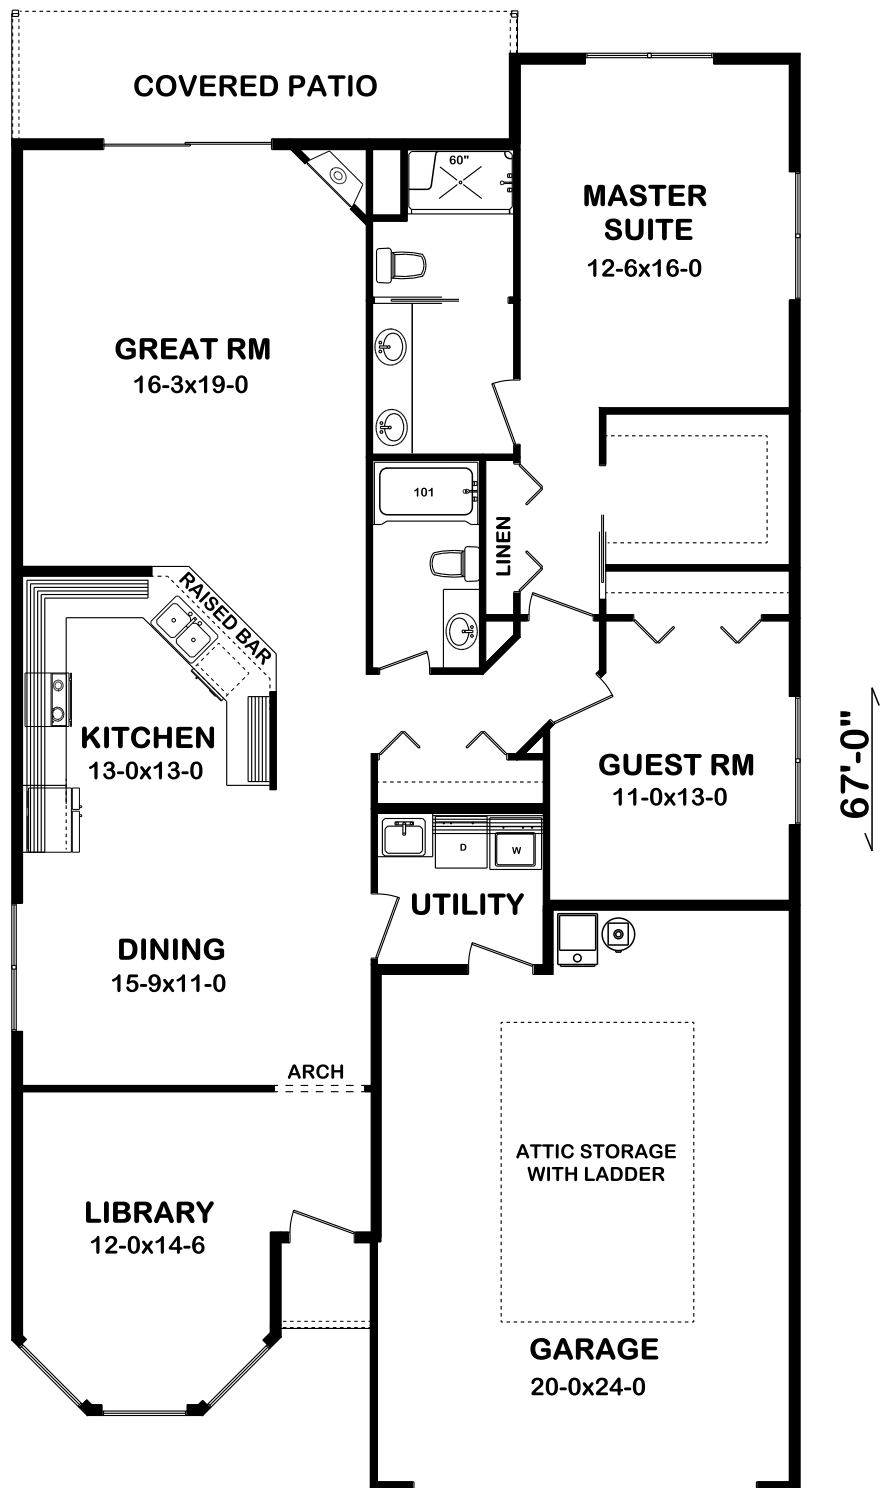 COVERED PATIO
60"
MASTER
SUITE
12-6x16-0
GREAT RM
16-3x19-0
101
LINEN
RAISED BAR
KITCHEN
13-0x13-0
GUEST RM
11-0x13-0
67'-0"
D
W
UTILITY
DINING
15-9x11-0
ARCH
ATTIC STORAGE
WITH LADDER
LIBRARY
12-0x14-6
GARAGE
20-0x24-0